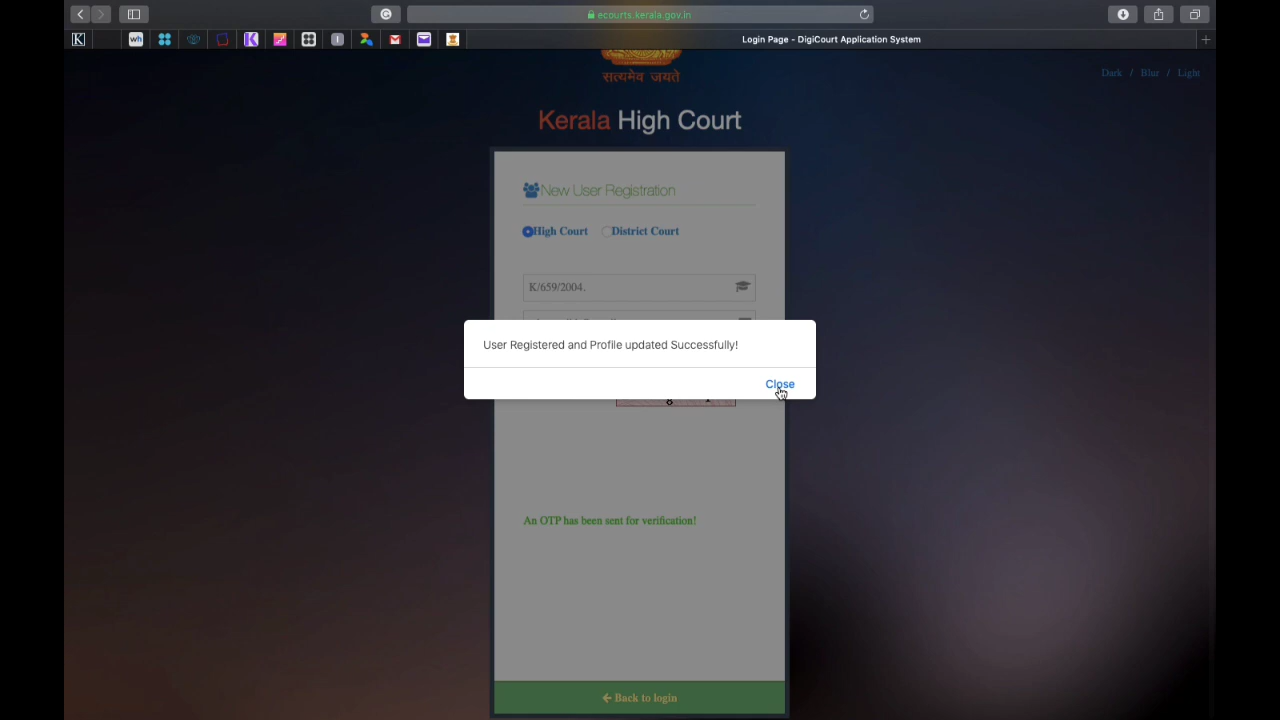 ecourts.kerala.gov.in
Login Page - DigiCourt Application System
सत्यमेव जयते
Dark / Blur / Light
Kerala High Court
New User Registration
High Court District Court
K/659/2004.
User Registered and Profile updated Successfully!
Close
An OTP has been sent for verification!
Back to login